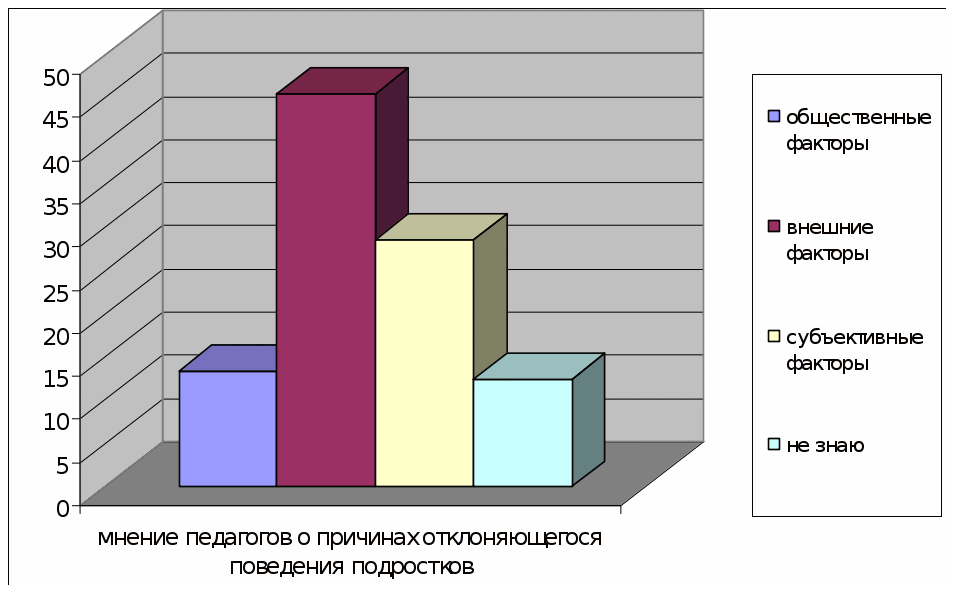 50
45
40
35
30
25
20
15
10
5
0
мнение педагогов о причинах отклоняющегося
поведения подростков
общественные
факторы
внешние
факторы
субъективные
факторы
не знаю